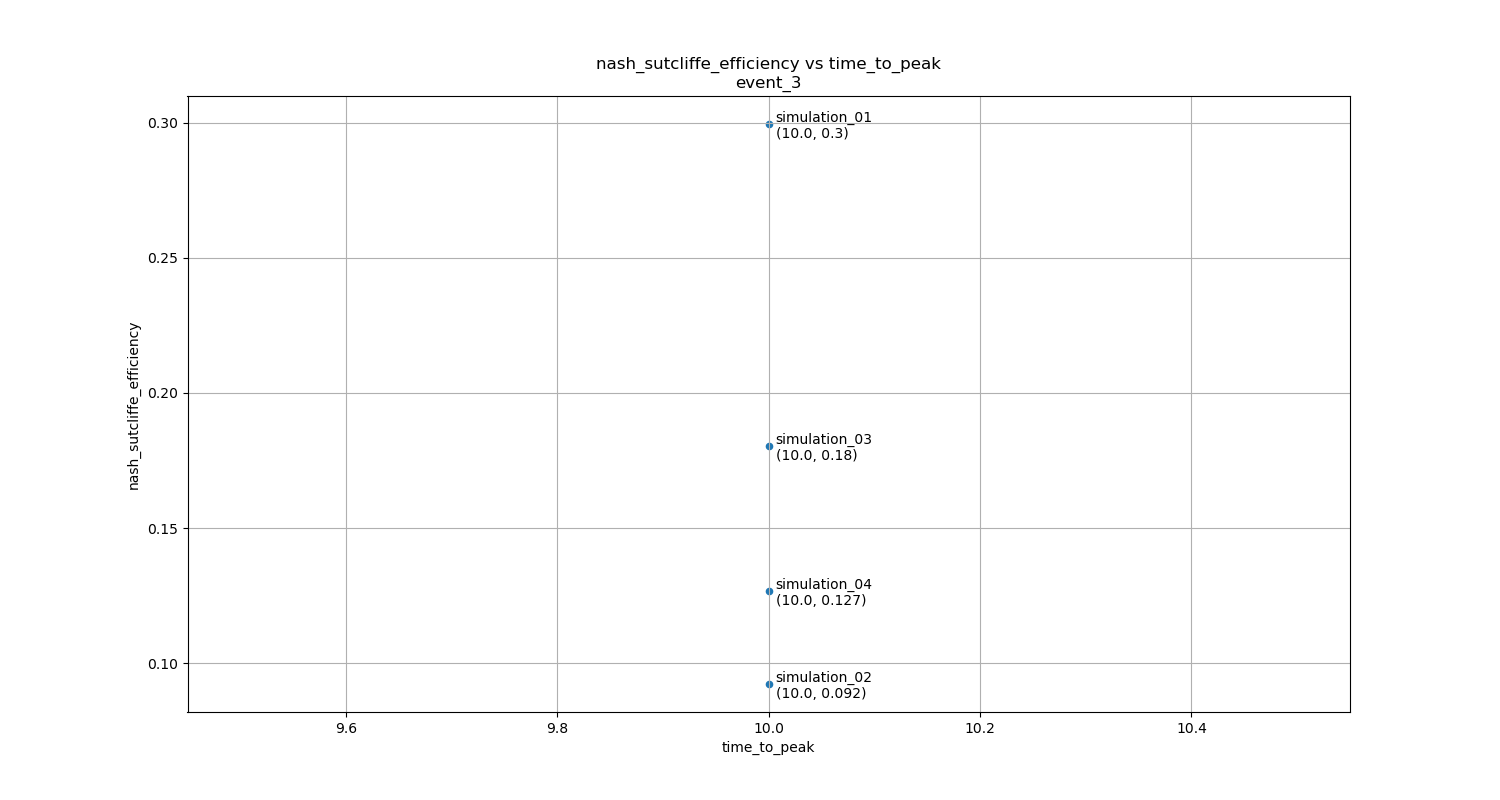 nash_sutcliffe_efficiency vs time_to_peak
event_3
nash_sutcliffe_efficiency
0.30
0.25
0.20
0.15
0.10
simulation_01
(10.0, 0.3)
simulation_03
(10.0, 0.18)
simulation_04
(10.0, 0.127)
simulation_02
(10.0, 0.092)
9.6
9.8
10.0
10.2
10.4
time_to_peak